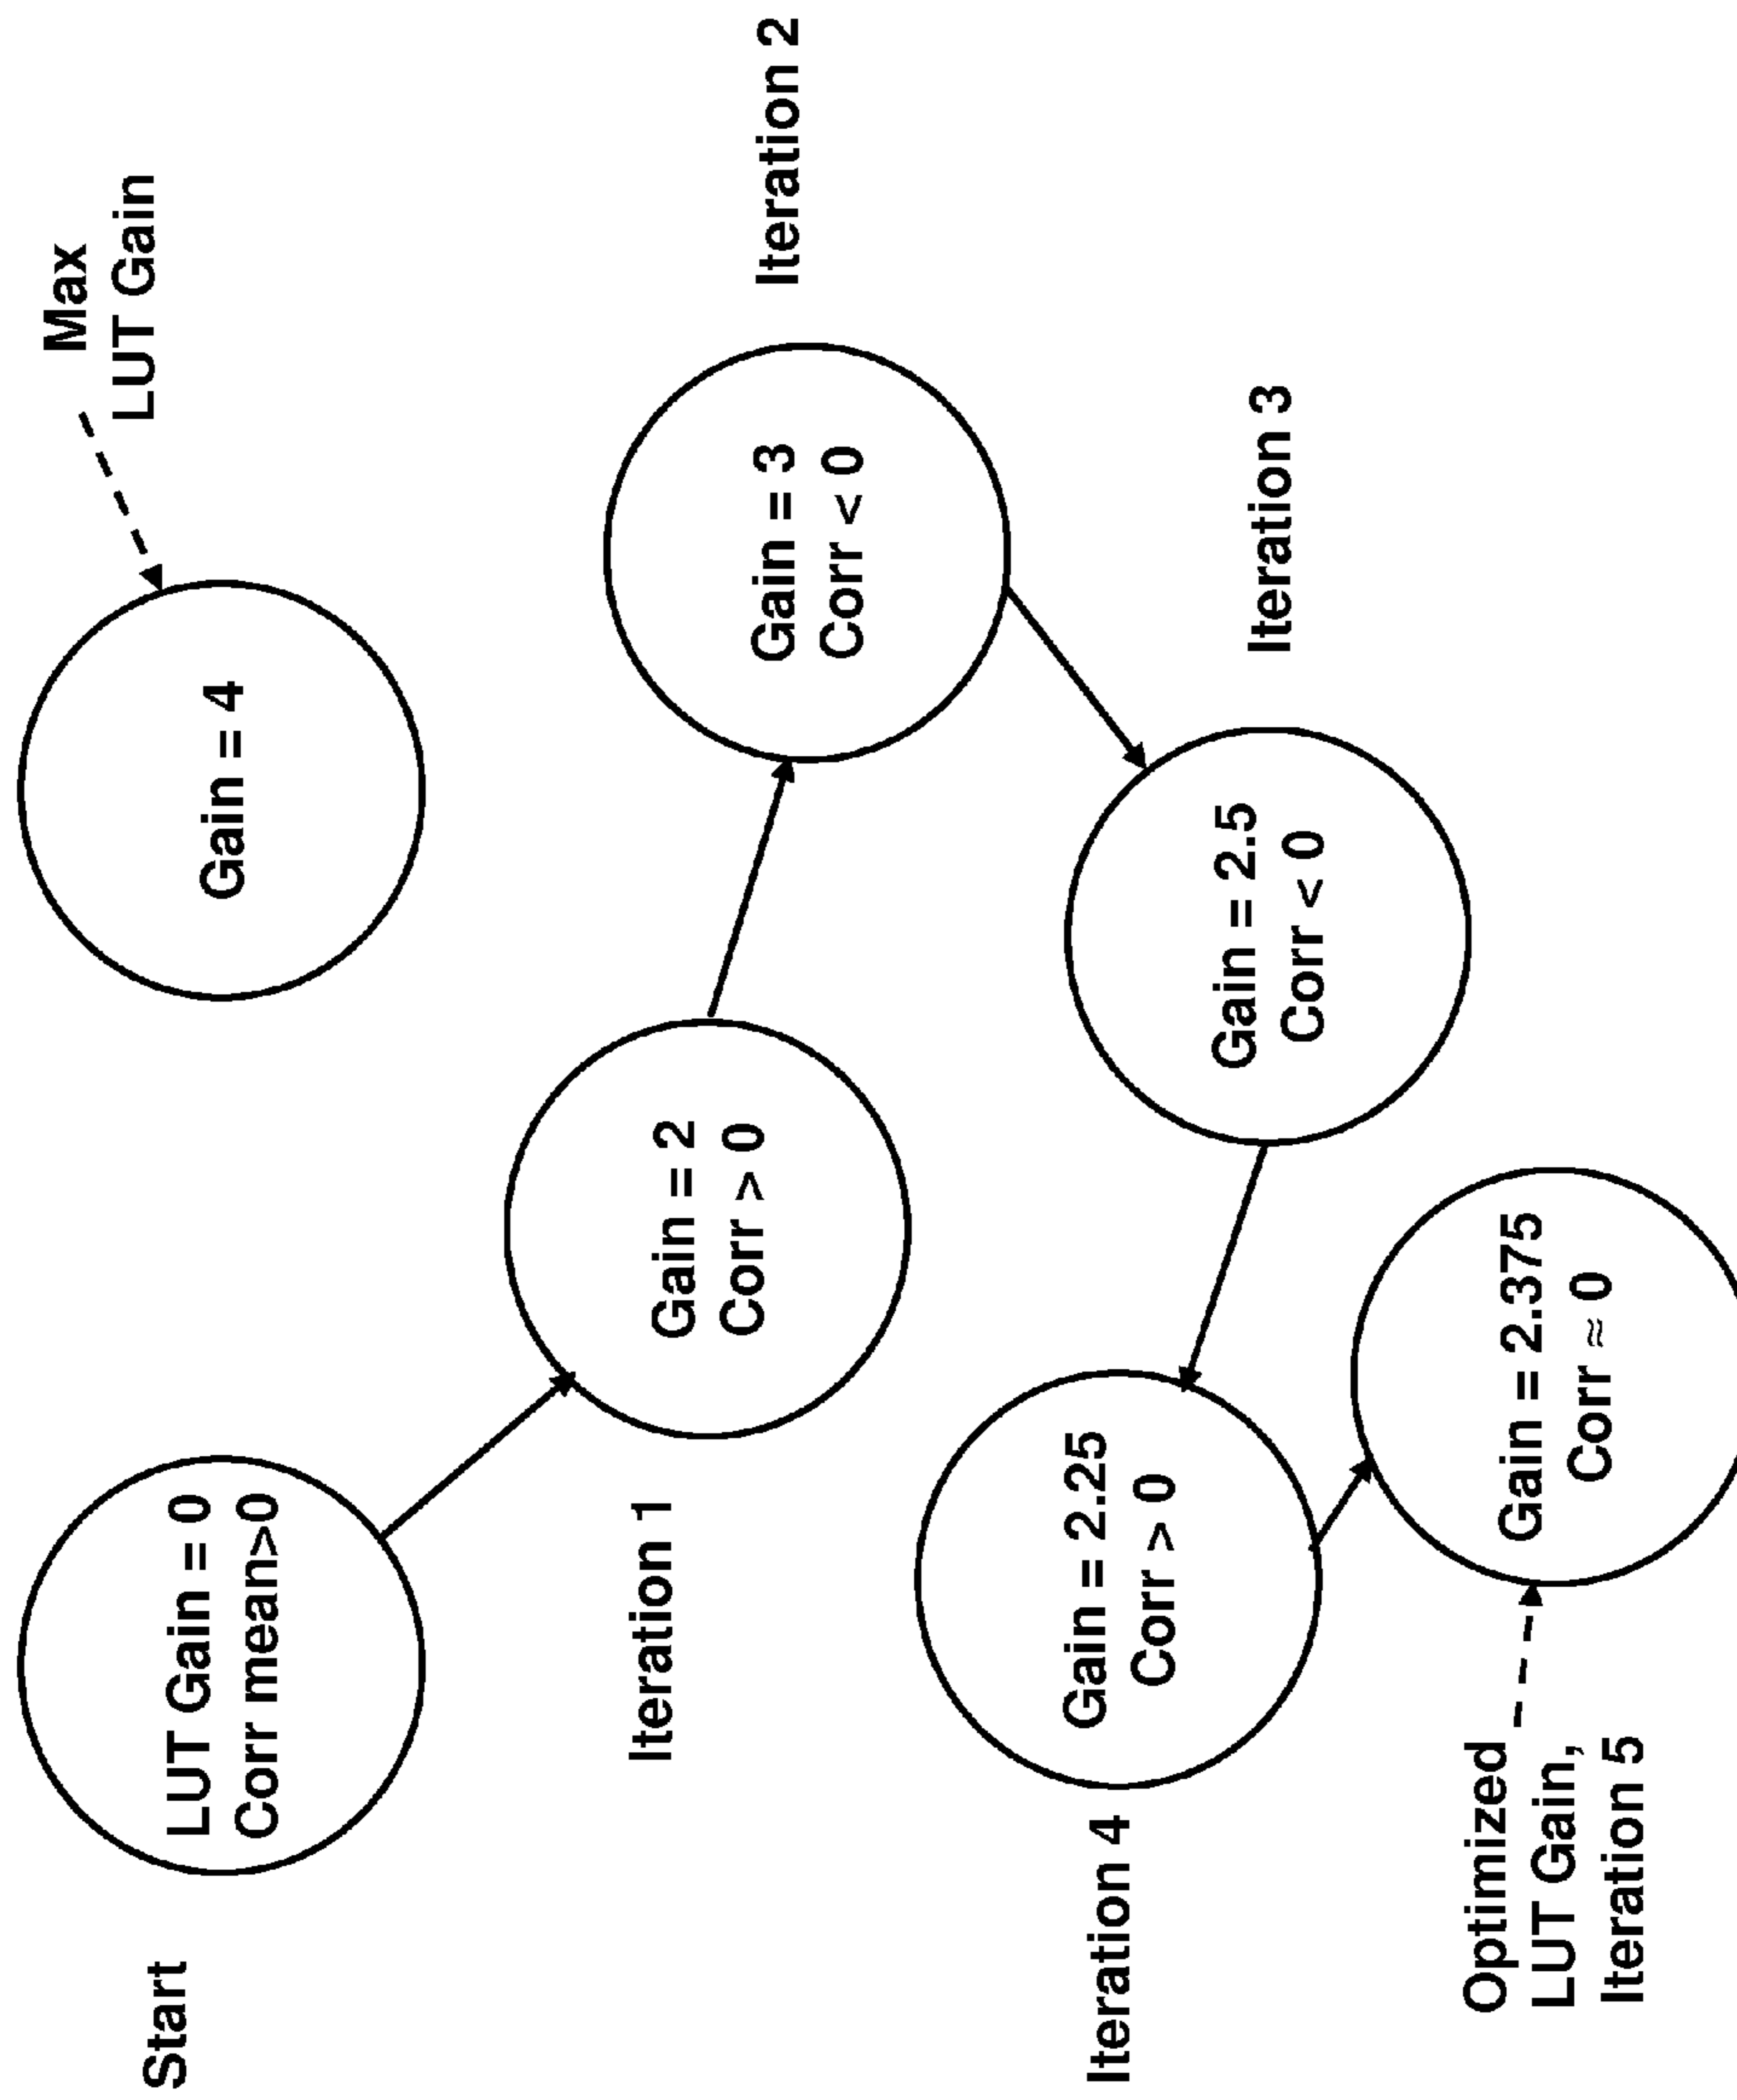 Start
LUT Gain = 0
Corr mean>0
Gain = 4
Max
LUT Gain
Iteration 1
Gain = 2
Corr > 0
Gain = 3
Corr < 0
Iteration 2
Iteration 4
Gain = 2.25
Corr > 0
Gain = 2.5
Corr < 0
Iteration 3
Optimized
LUT Gain,
Iteration 5
Gain = 2.375
Corr ≈ 0